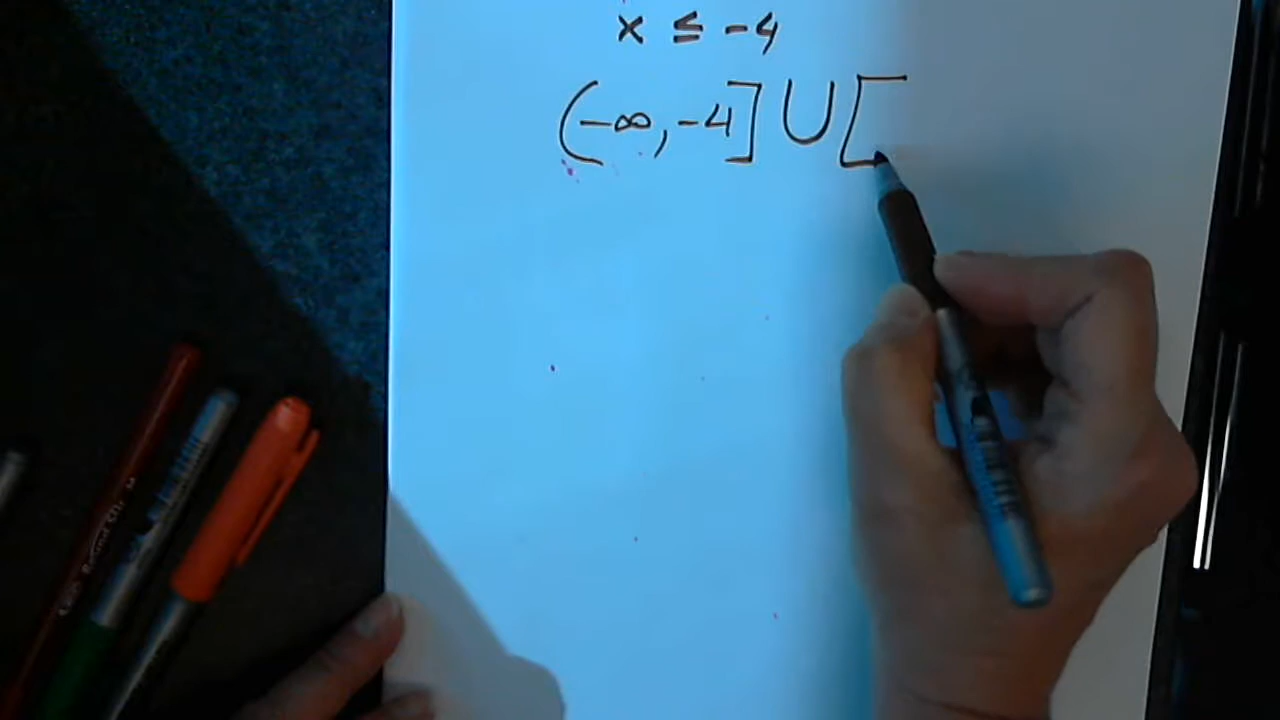 x ≤ -4
(-∞, -4] ∪ [